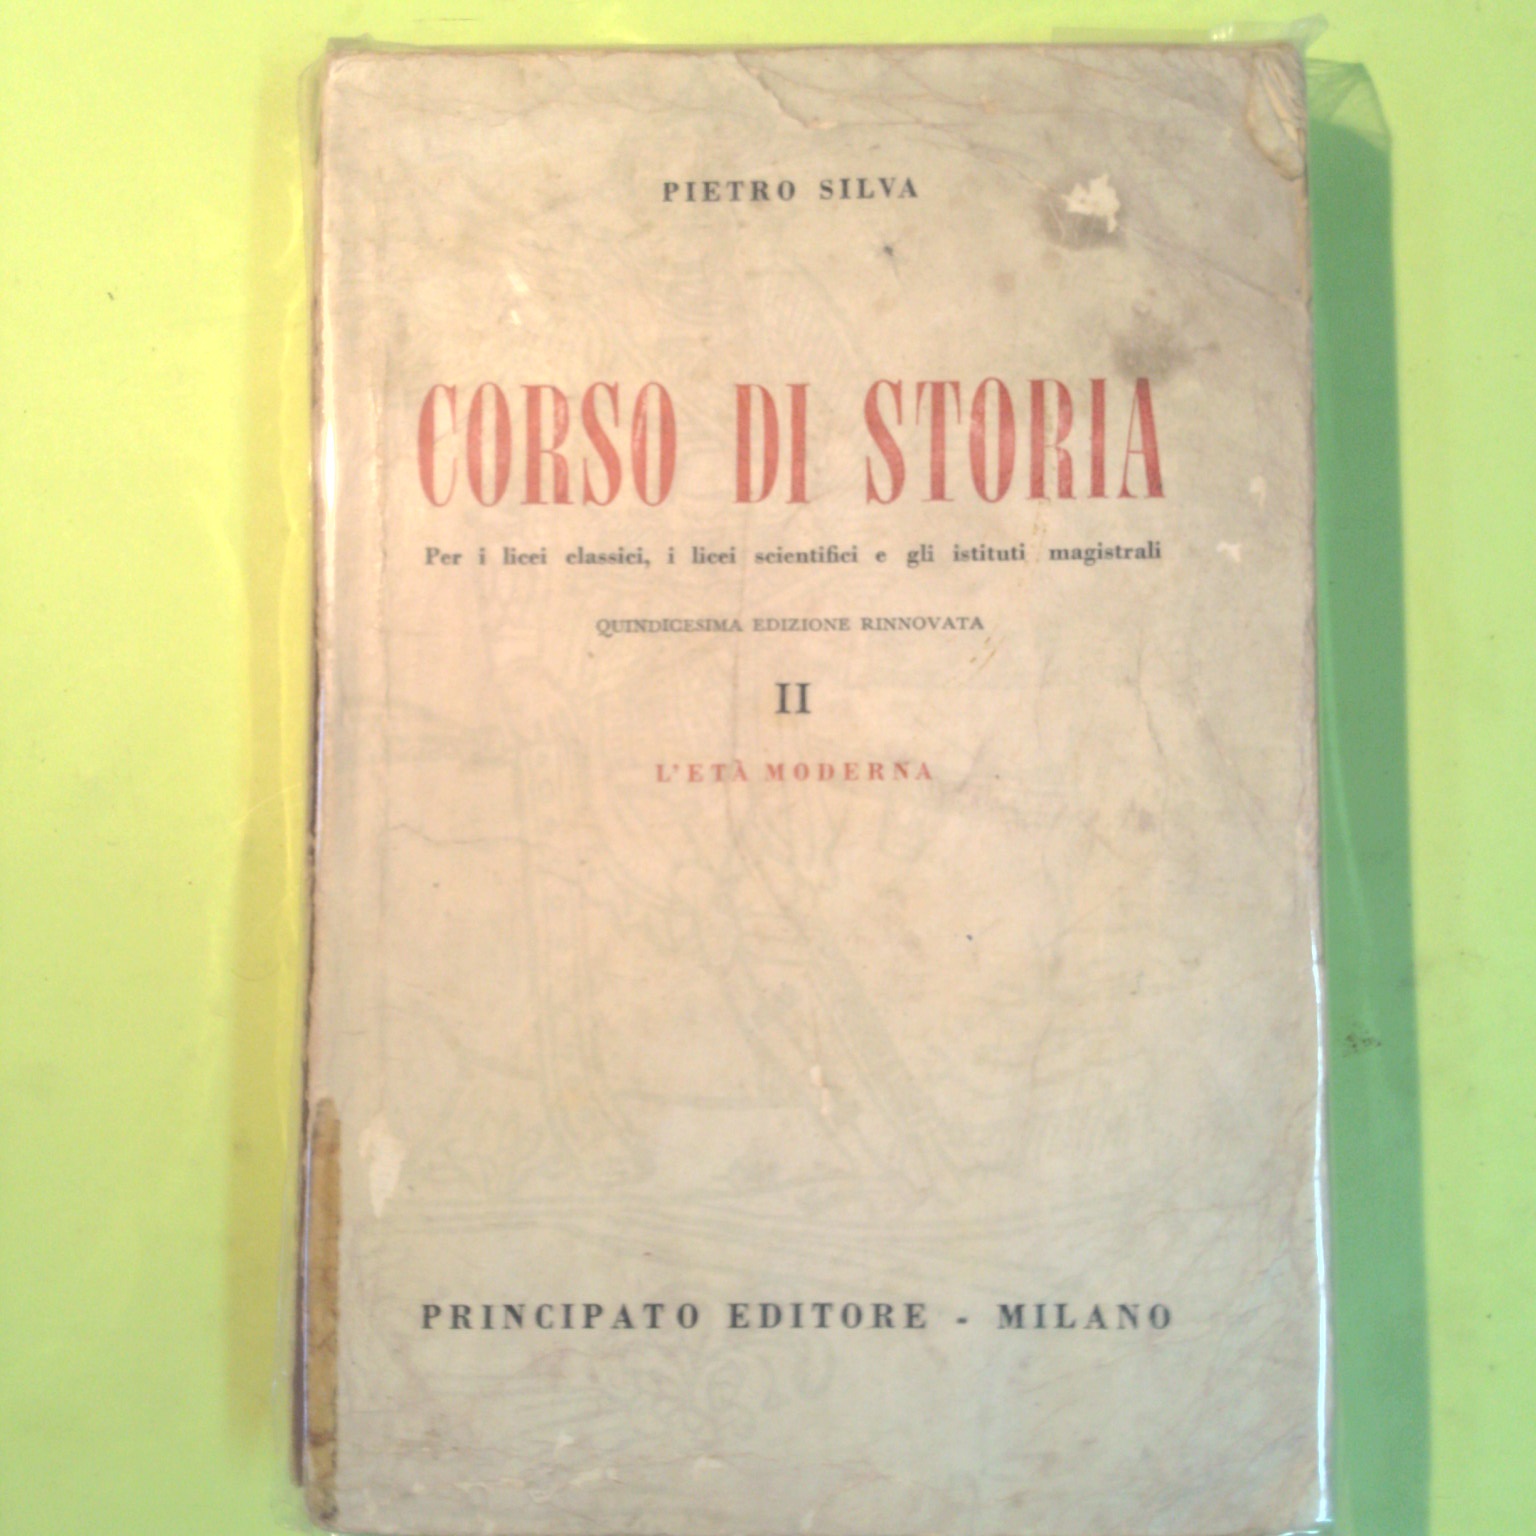 PIETRO SILVA
CORSO DI STORIA
Per i licei classici, i licei scientifici e gli istituti magistrali
QUINDICESIMA EDIZIONE RINNOVATA
II
L'ETÀ MODERNA
PRINCIPATO EDITORE - MILANO